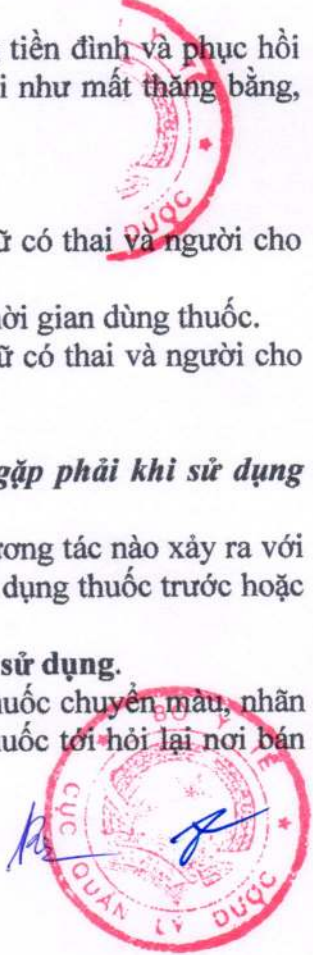 tiền đình và phục hồi
i như mất thăng bằng,
DƯỢC
ữ có thai và người cho
ời gian dùng thuốc.
ữ có thai và người cho
gặp phải khi sử dụng
ương tác nào xảy ra với
dụng thuốc trước hoặc
sử dụng.
uốc chuyển màu, nhãn
uốc tới hỏi lại nơi bán
BỘ Y TẾ
CỤC QUẢN LÝ DƯỢC